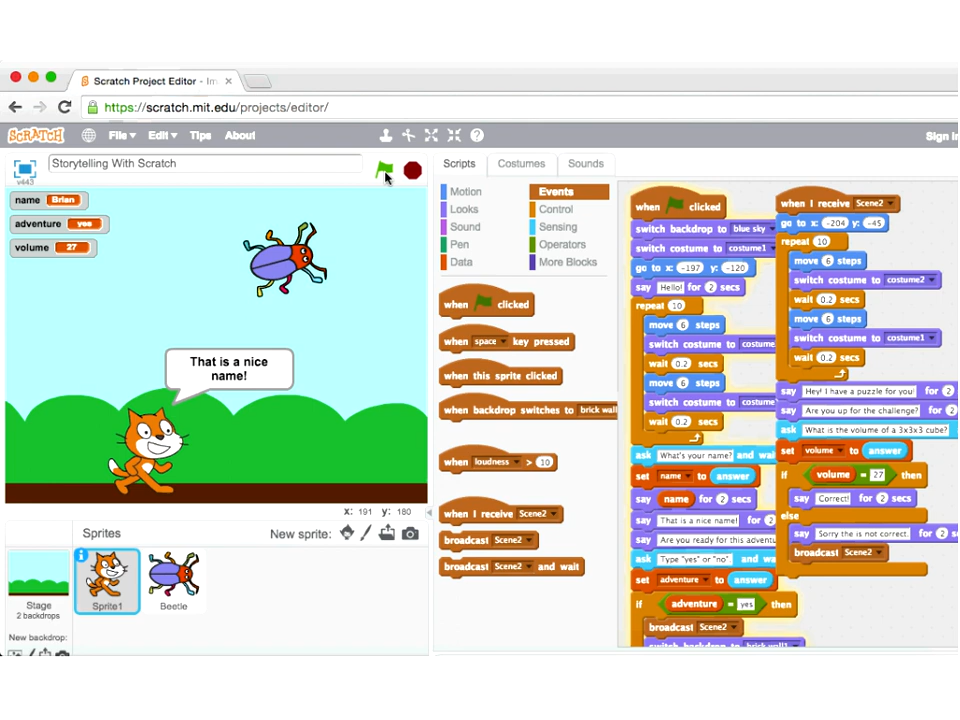 Scratch Project Editor - Im
https://scratch.mit.edu/projects/editor/
SCRATCH File Edit Tips About Sign in
v443 Storytelling With Scratch
name Brian
adventure yes
volume 27
That is a nice
name!
x: 191 y: 180
Sprites New sprite:
Stage
2 backdrops
New backdrop:
Sprite1
Beetle
Scripts Costumes Sounds
Motion Events
Looks Control
Sound Sensing
Pen Operators
Data More Blocks
when clicked
when space key pressed
when this sprite clicked
when backdrop switches to brick wall
when loudness > 10
when I receive Scene2
broadcast Scene2
broadcast Scene2 and wait
when clicked
switch backdrop to blue sky
switch costume to costume1
go to x: -197 y: -120
say Hello! for 2 secs
repeat 10
move 6 steps
switch costume to costume
wait 0.2 secs
move 6 steps
switch costume to costume
wait 0.2 secs
ask What's your name? and wai
set name to answer
say name for 2 secs
say That is a nice name! for 2
say Are you ready for this adventu
ask Type "yes" or "no". and wa
set adventure to answer
if adventure = yes then
broadcast Scene2
switch backdrop to brick wall1
when I receive Scene2
go to x: -204 y: -45
repeat 10
move 6 steps
switch costume to costume2
wait 0.2 secs
move 6 steps
switch costume to costume1
wait 0.2 secs
say Hey! I have a puzzle for you! for 2
say Are you up for the challenge? for 2
ask What is the volume of a 3x3x3 cube?
set volume to answer
if volume = 27 then
say Correct! for 2 secs
else
say Sorry the is not correct. for 2
broadcast Scene2